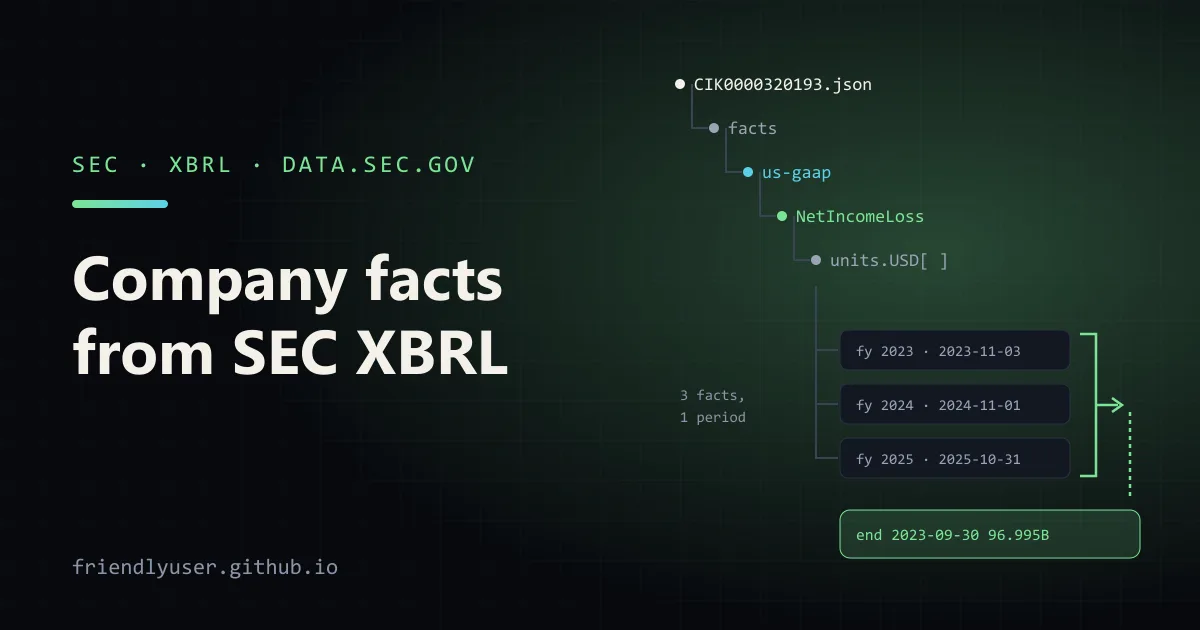 SEC · XBRL · DATA.SEC.GOV
Company facts
from SEC XBRL
friendlyuser.github.io
CIK0000320193.json
facts
us-gaap
NetIncomeLoss
units.USD[ ]
3 facts,
1 period
fy 2023 · 2023-11-03
fy 2024 · 2024-11-01
fy 2025 · 2025-10-31
end 2023-09-30 96.995B